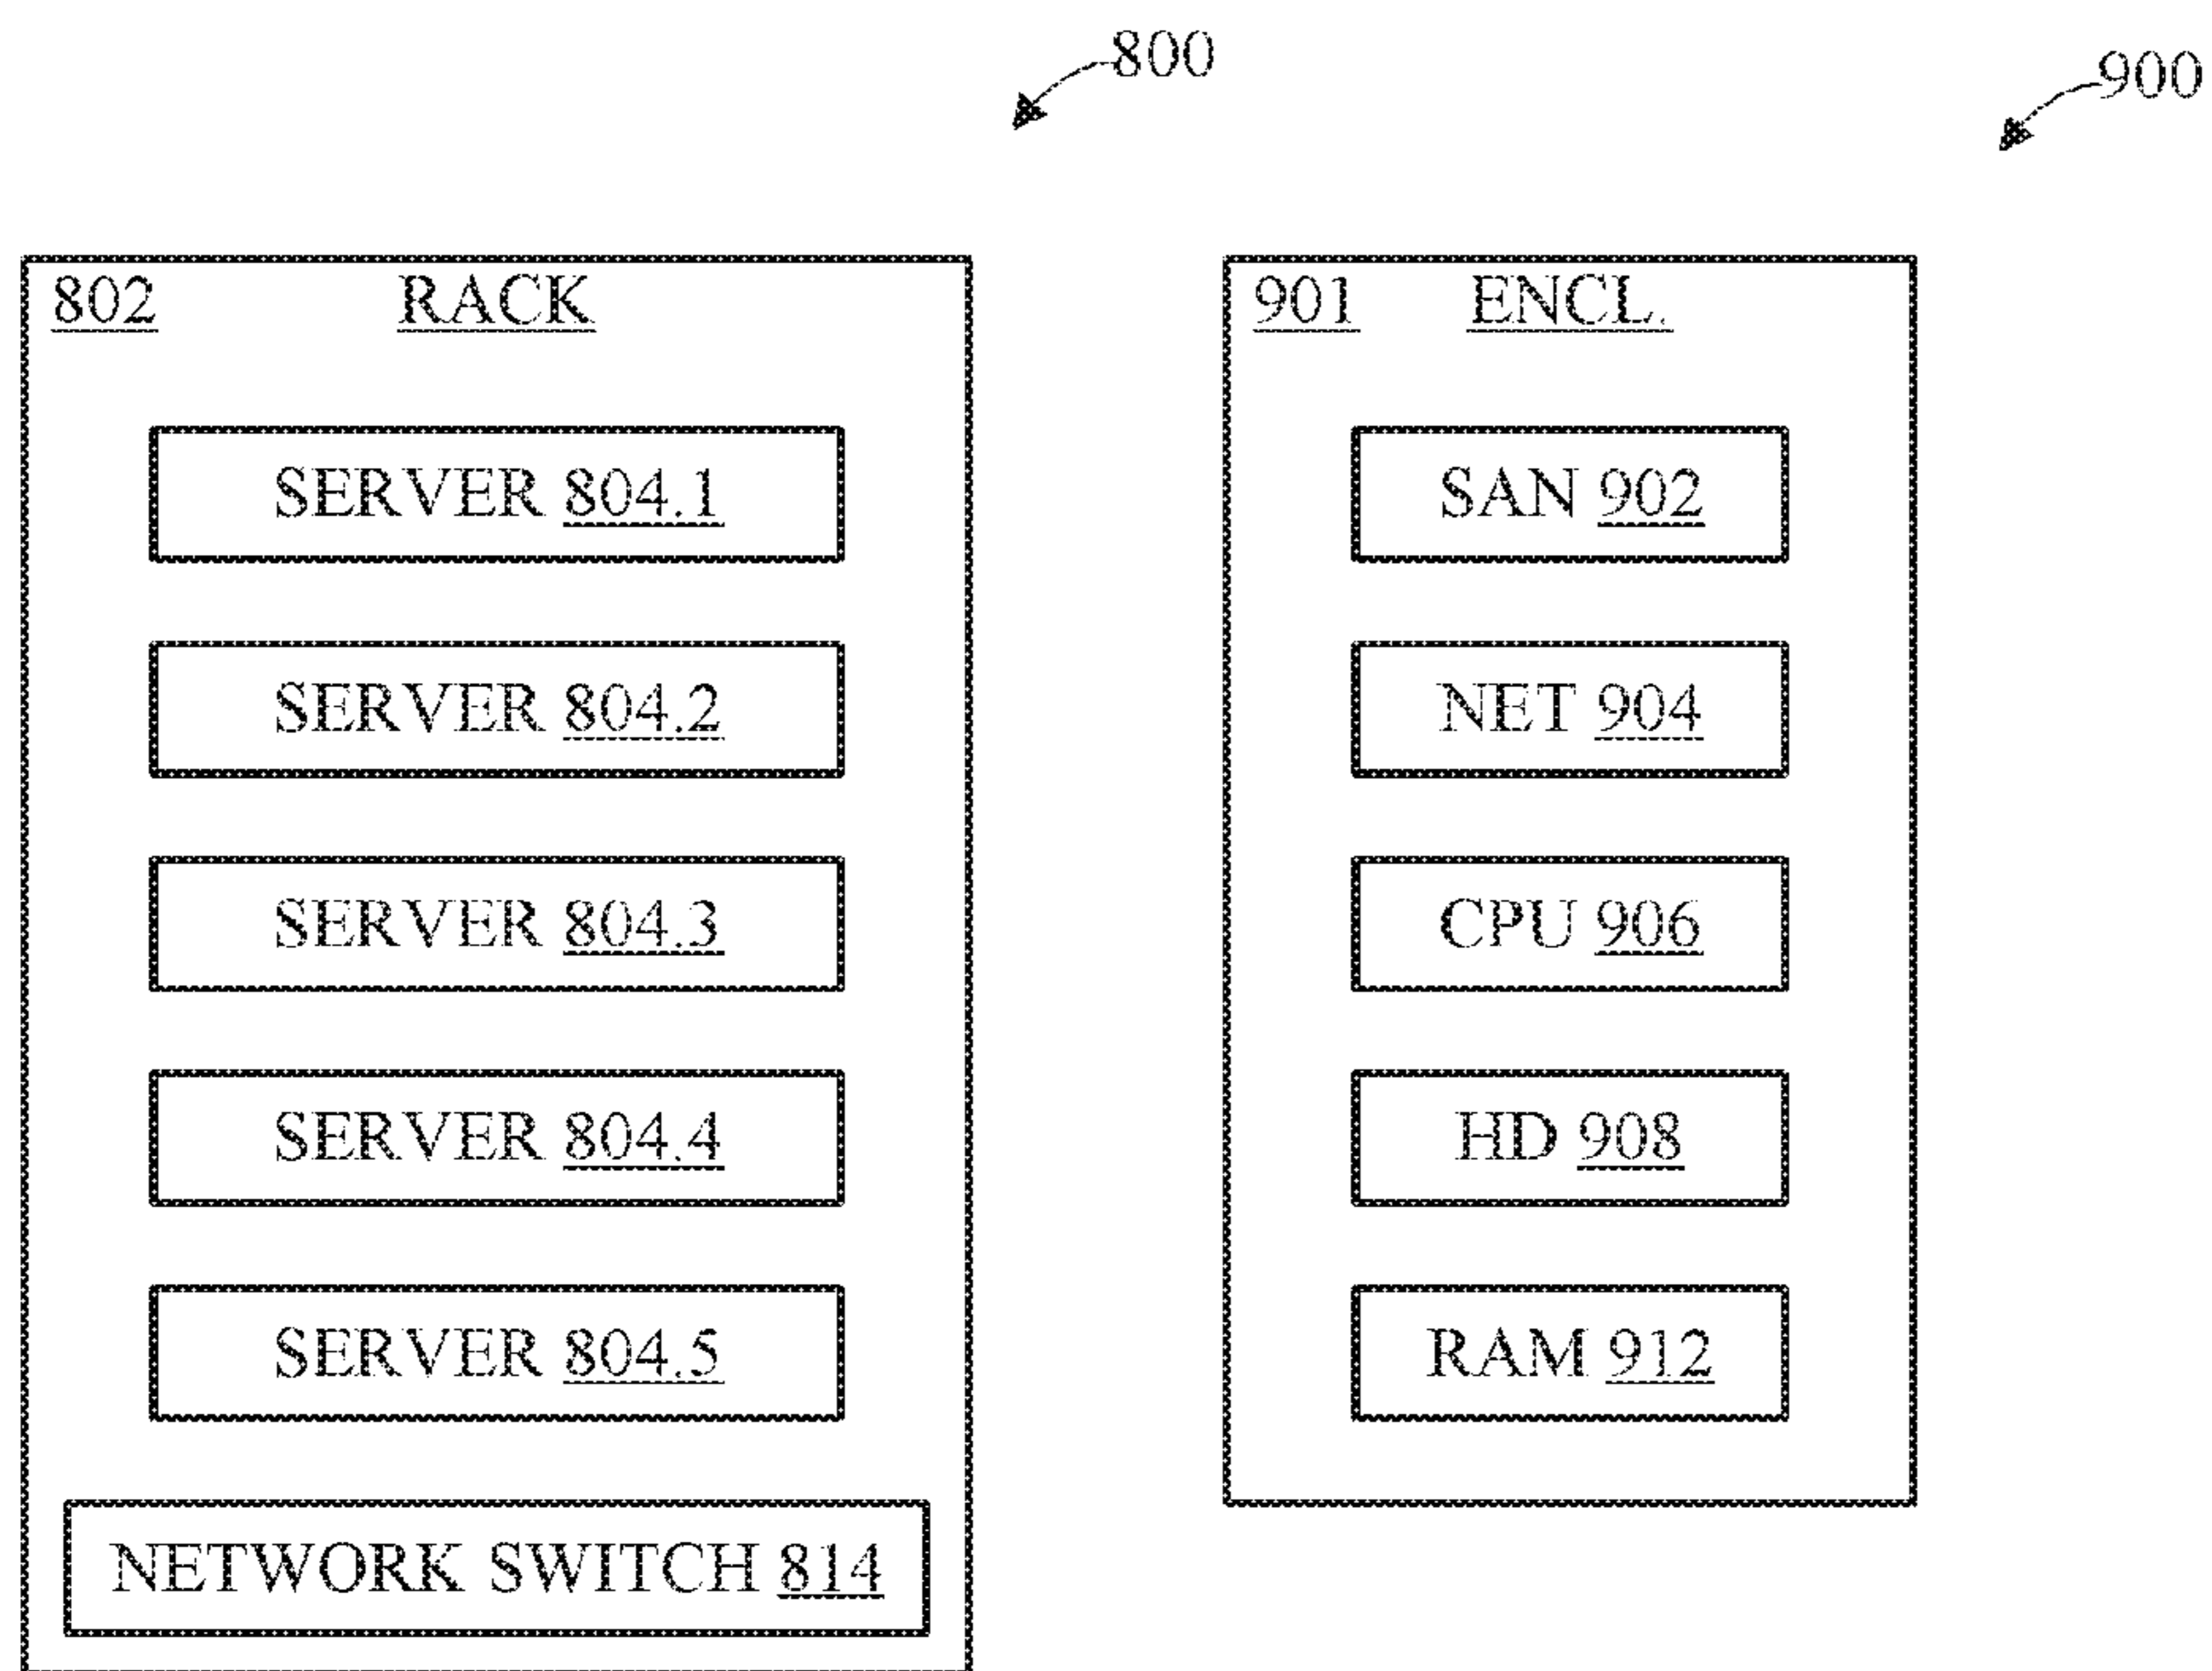 800
900
802 RACK
SERVER 804.1
SERVER 804.2
SERVER 804.3
SERVER 804.4
SERVER 804.5
NETWORK SWITCH 814
901 ENCL.
SAN 902
NET 904
CPU 906
HD 908
RAM 912